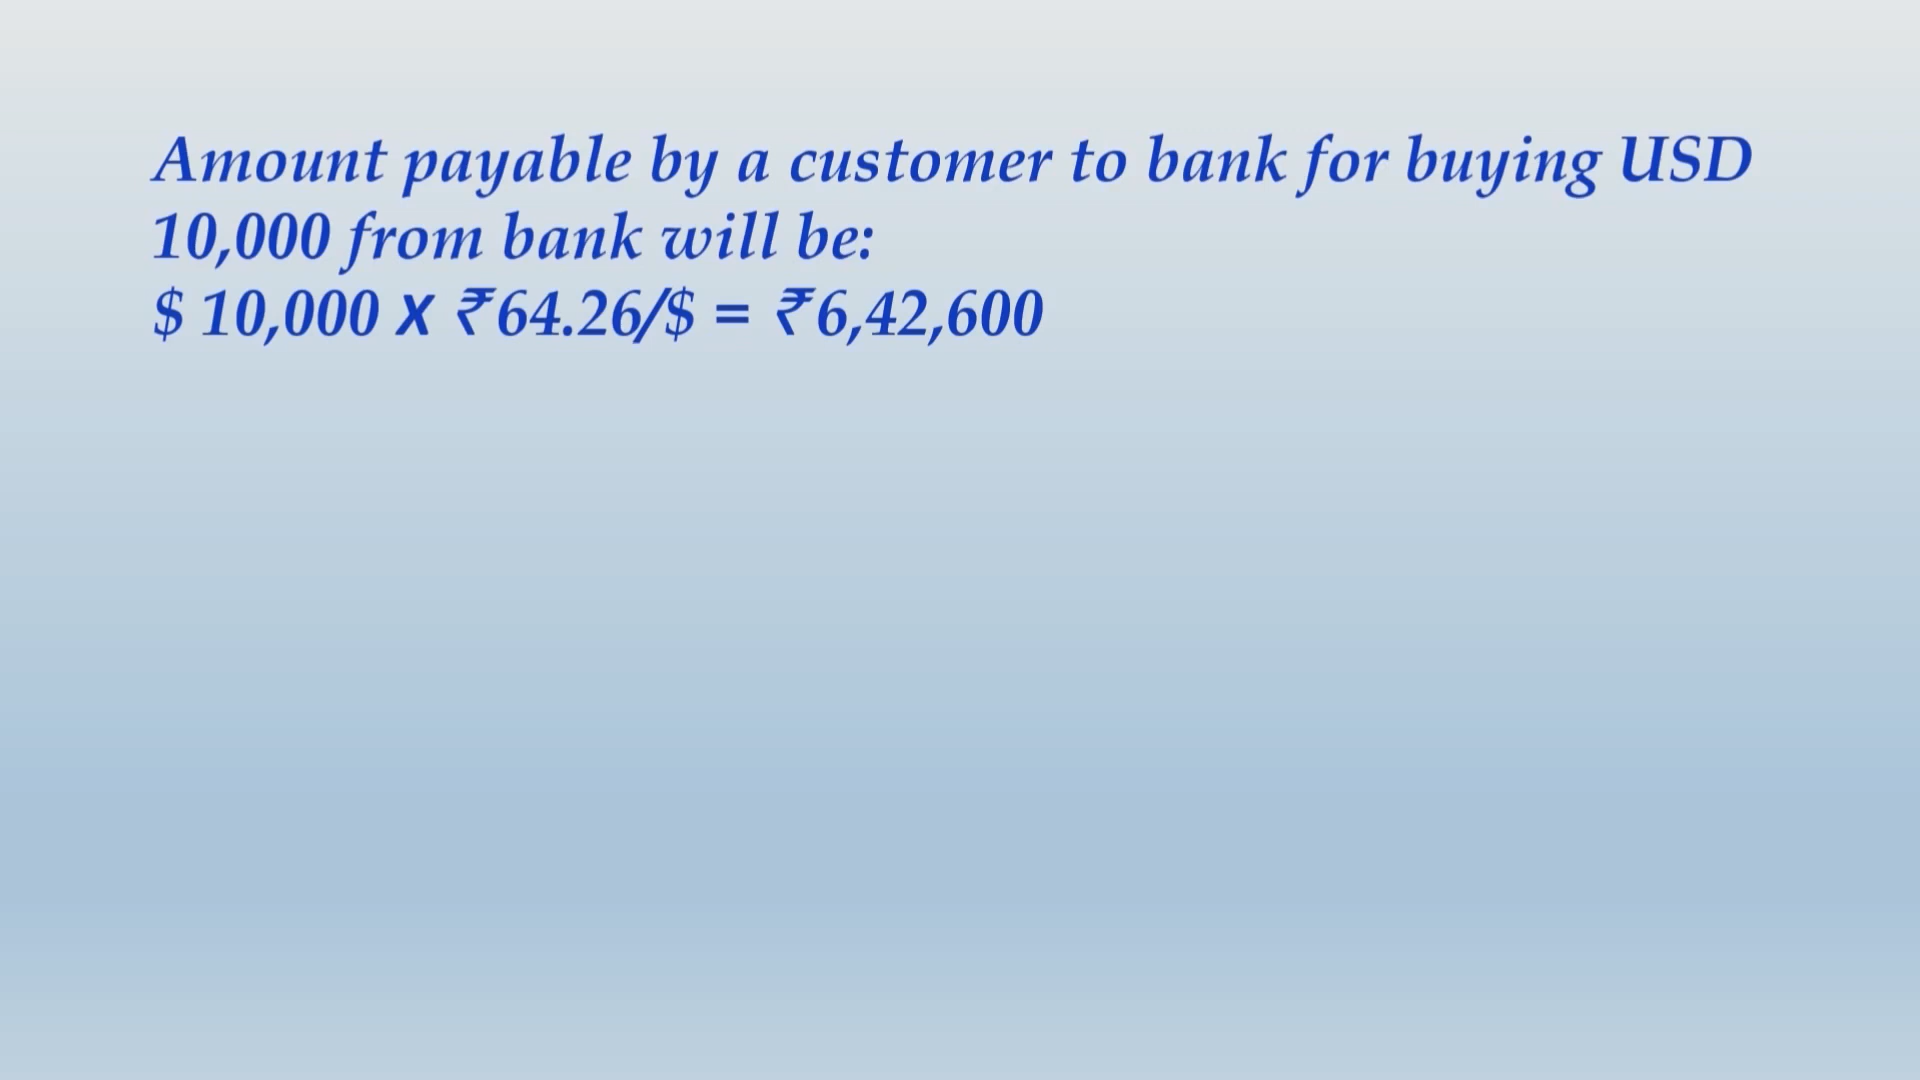 Amount payable by a customer to bank for buying USD
10,000 from bank will be:
$ 10,000 x ₹64.26/$ = ₹6,42,600